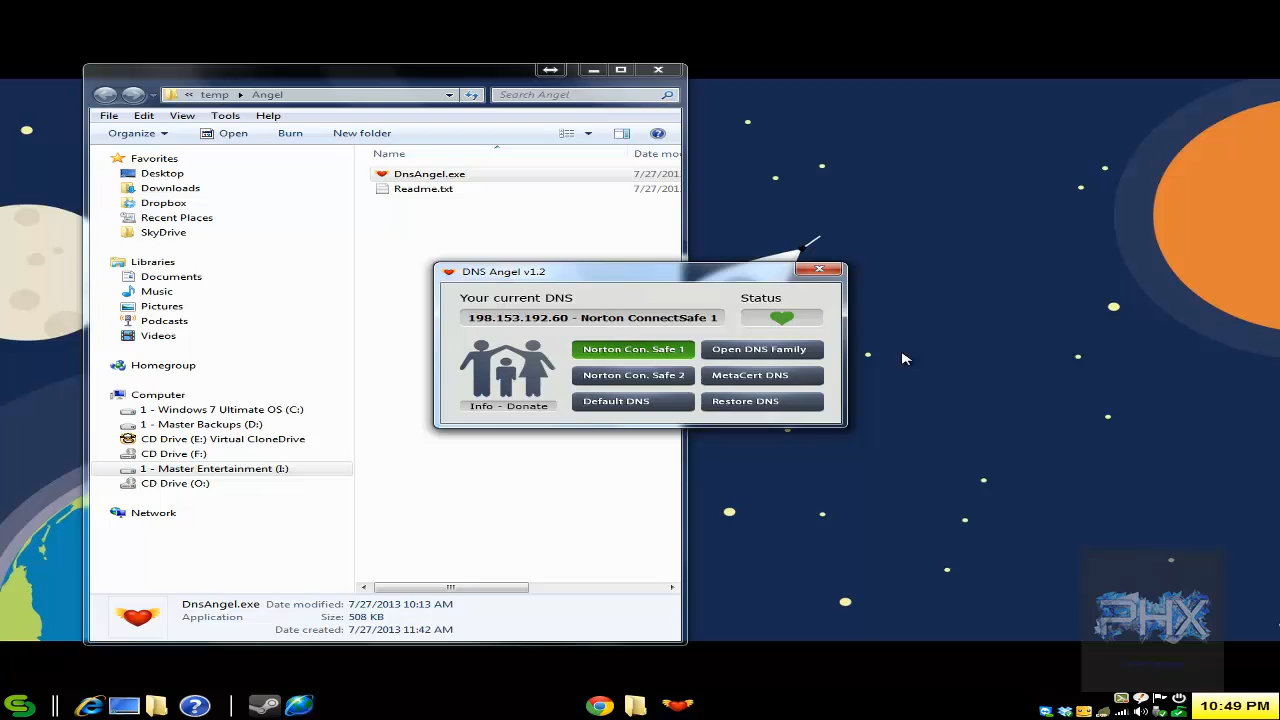 « temp ▸ Angel
Search Angel
File Edit View Tools Help
Organize Open Burn New folder
Favorites
Desktop
Downloads
Dropbox
Recent Places
SkyDrive
Libraries
Documents
Music
Pictures
Podcasts
Videos
Homegroup
Computer
1 - Windows 7 Ultimate OS (C:)
1 - Master Backups (D:)
CD Drive (E:) Virtual CloneDrive
CD Drive (F:)
1 - Master Entertainment (I:)
CD Drive (O:)
Network
Name Date mo
DnsAngel.exe 7/27/201
Readme.txt 7/27/201
DNS Angel v1.2
Your current DNS Status
198.153.192.60 - Norton ConnectSafe 1
Norton Con. Safe 1 Open DNS Family
Norton Con. Safe 2 MetaCert DNS
Default DNS Restore DNS
Info - Donate
DnsAngel.exe Date modified: 7/27/2013 10:13 AM
Application Size: 508 KB
Date created: 7/27/2013 11:42 AM
PHX
10:49 PM